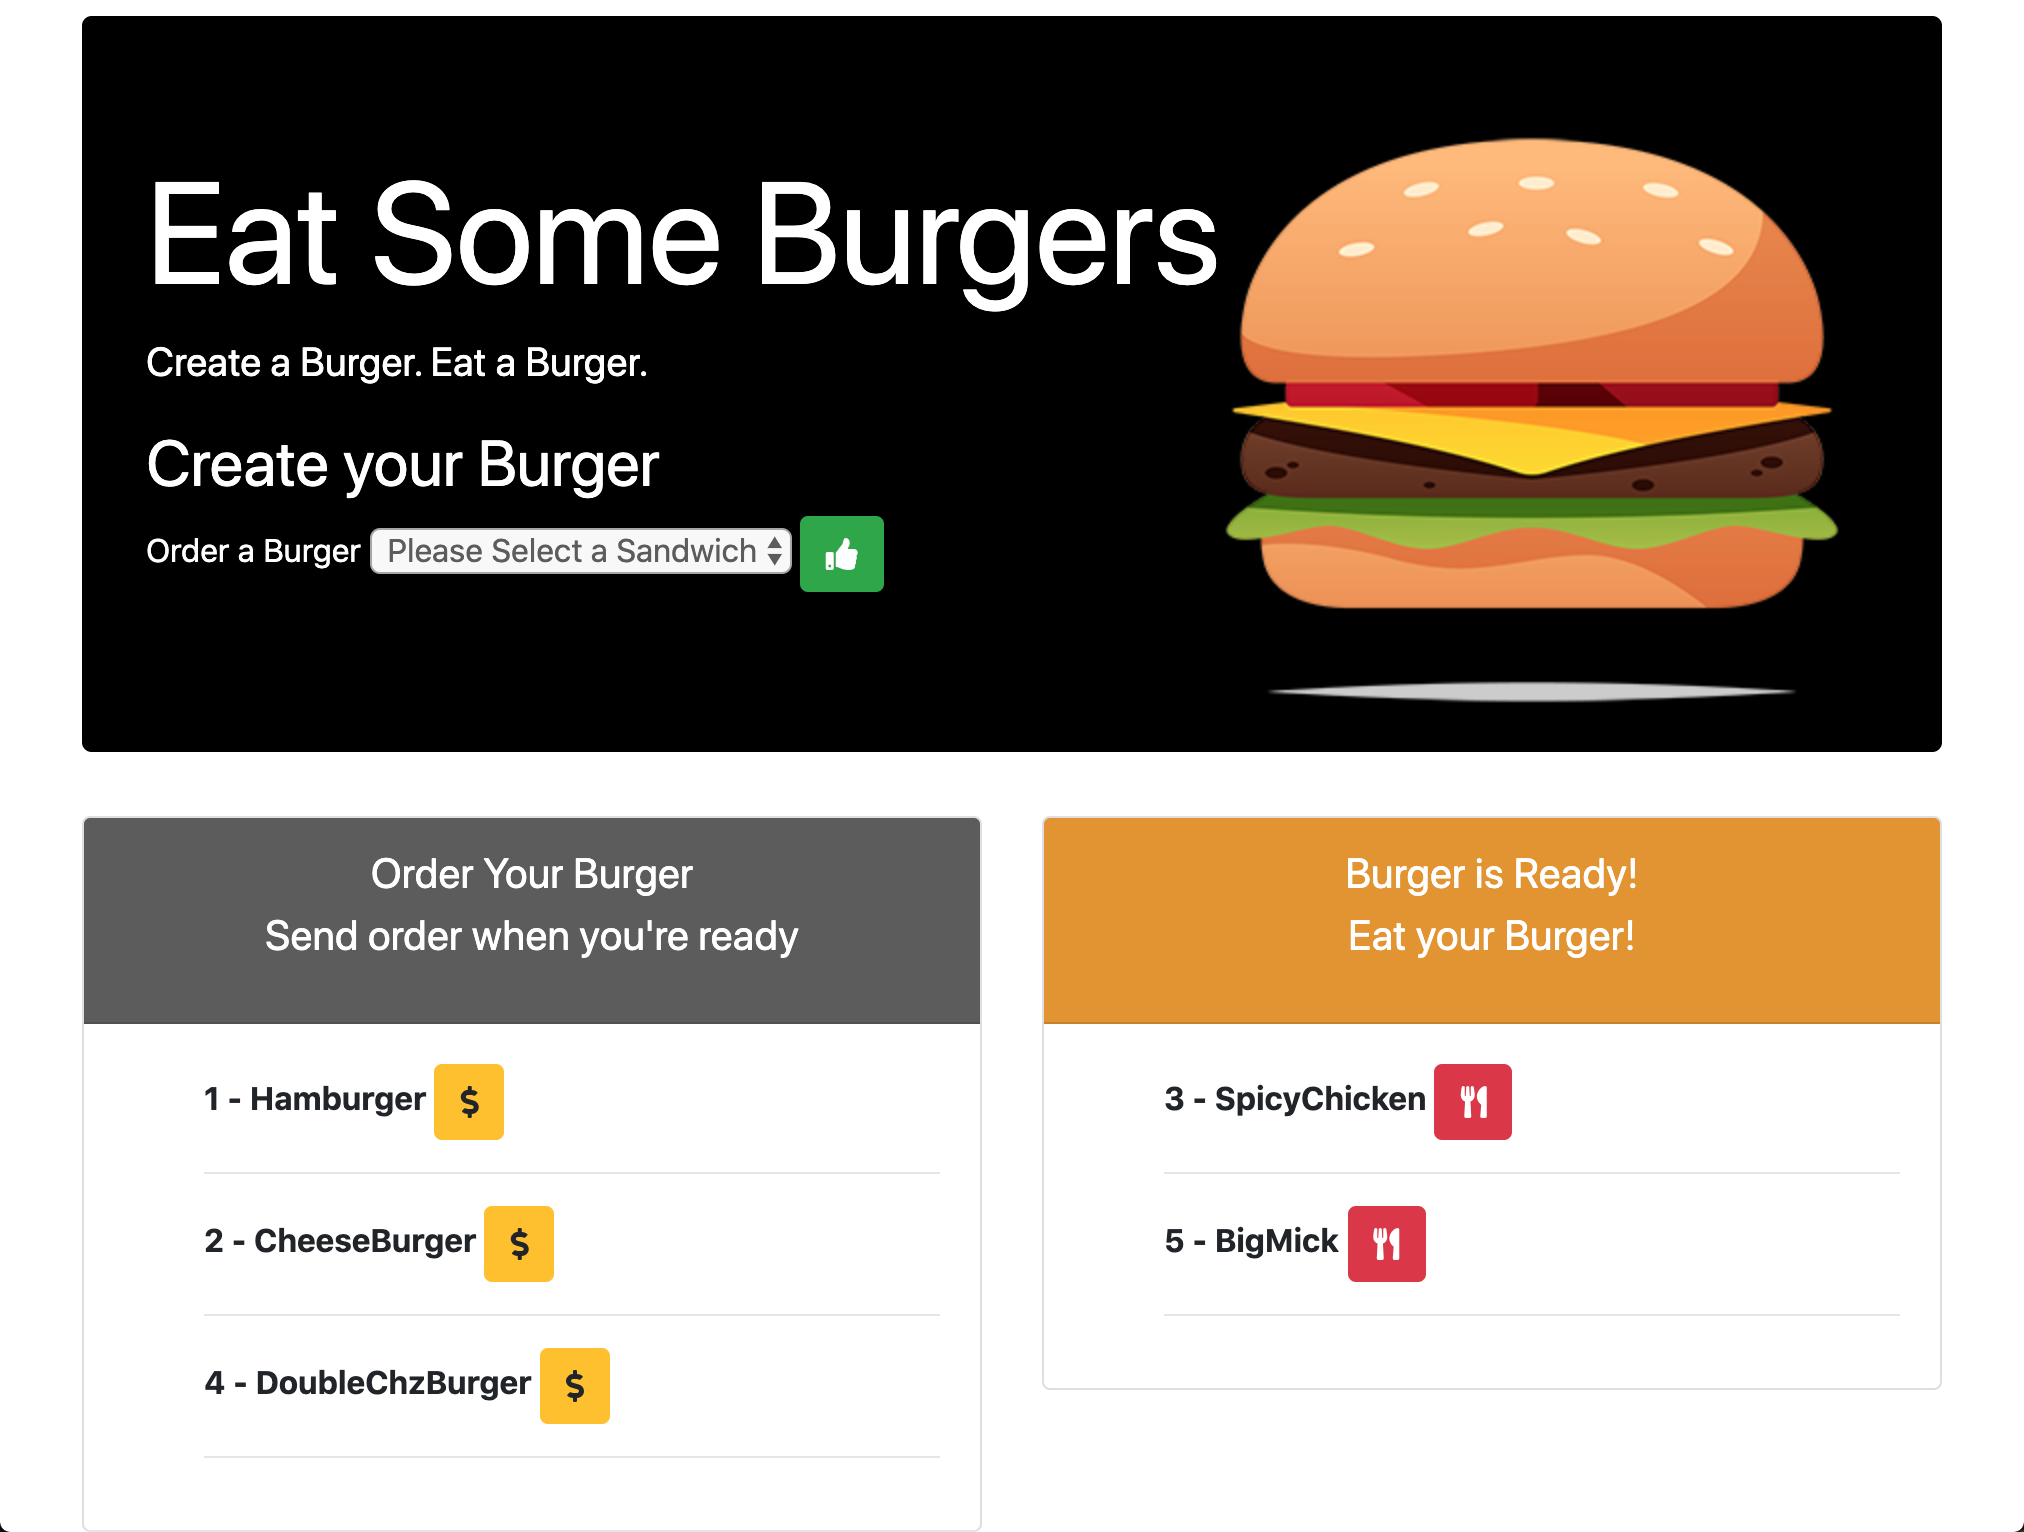 Eat Some Burgers
Create a Burger. Eat a Burger.
Create your Burger
Order a Burger Please Select a Sandwich
Order Your Burger
Send order when you're ready
1 - Hamburger $
2 - CheeseBurger $
4 - DoubleChzBurger $
Burger is Ready!
Eat your Burger!
3 - SpicyChicken
5 - BigMick